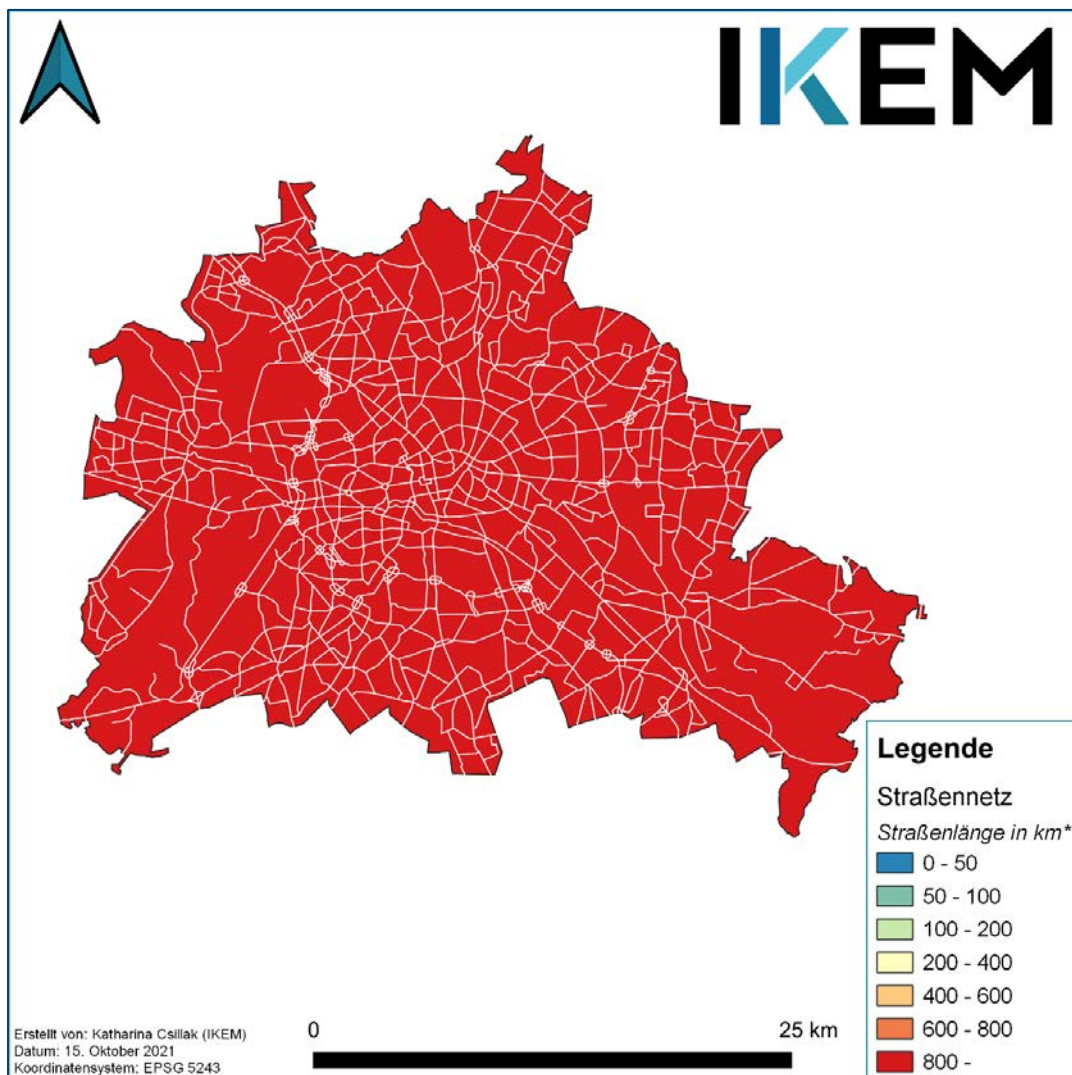 IKEM
Legende
Straßennetz
Straßenlänge in km*
0 - 50
50 - 100
100 - 200
200 - 400
400 - 600
600 - 800
800 -
0 25 km
Erstellt von: Katharina Csillak (IKEM)
Datum: 15. Oktober 2021
Koordinatensystem: EPSG 5243